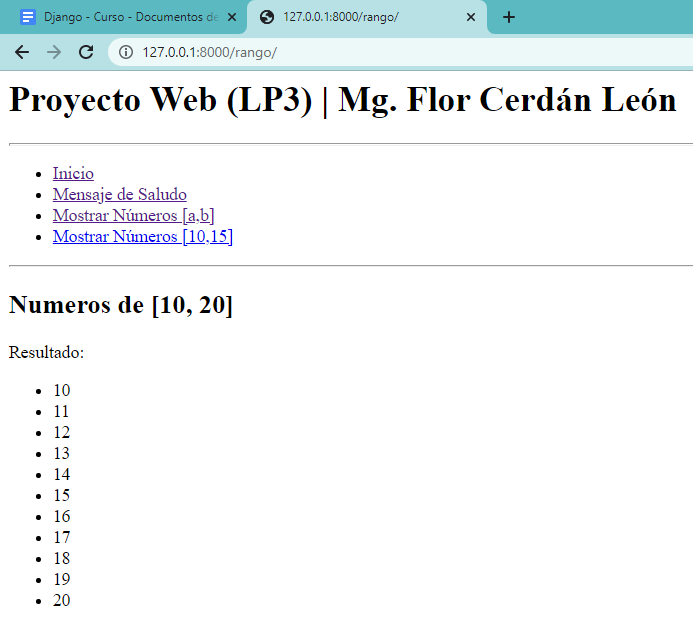 Django - Curso - Documentos de
127.0.0.1:8000/rango/
127.0.0.1:8000/rango/
Proyecto Web (LP3) | Mg. Flor Cerdán León
Inicio
Mensaje de Saludo
Mostrar Números [a,b]
Mostrar Números [10,15]
Numeros de [10, 20]
Resultado:
10
11
12
13
14
15
16
17
18
19
20